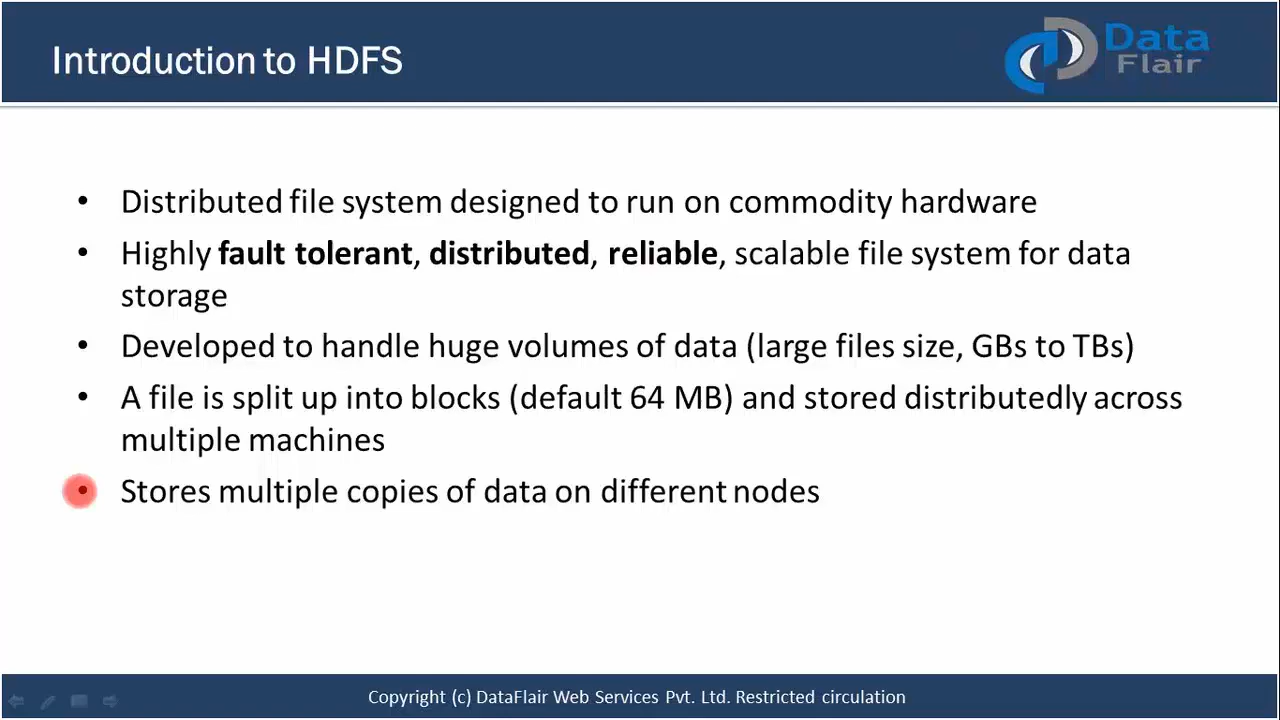 Introduction to HDFS
Data
Flair
• Distributed file system designed to run on commodity hardware
• Highly fault tolerant, distributed, reliable, scalable file system for data
storage
• Developed to handle huge volumes of data (large files size, GBs to TBs)
• A file is split up into blocks (default 64 MB) and stored distributedly across
multiple machines
• Stores multiple copies of data on different nodes
Copyright (c) DataFlair Web Services Pvt. Ltd. Restricted circulation